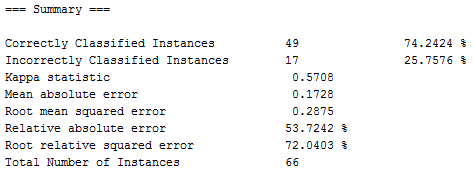 === Summary ===
Correctly Classified Instances 49 74.2424 %
Incorrectly Classified Instances 17 25.7576 %
Kappa statistic 0.5708
Mean absolute error 0.1728
Root mean squared error 0.2875
Relative absolute error 53.7242 %
Root relative squared error 72.0403 %
Total Number of Instances 66